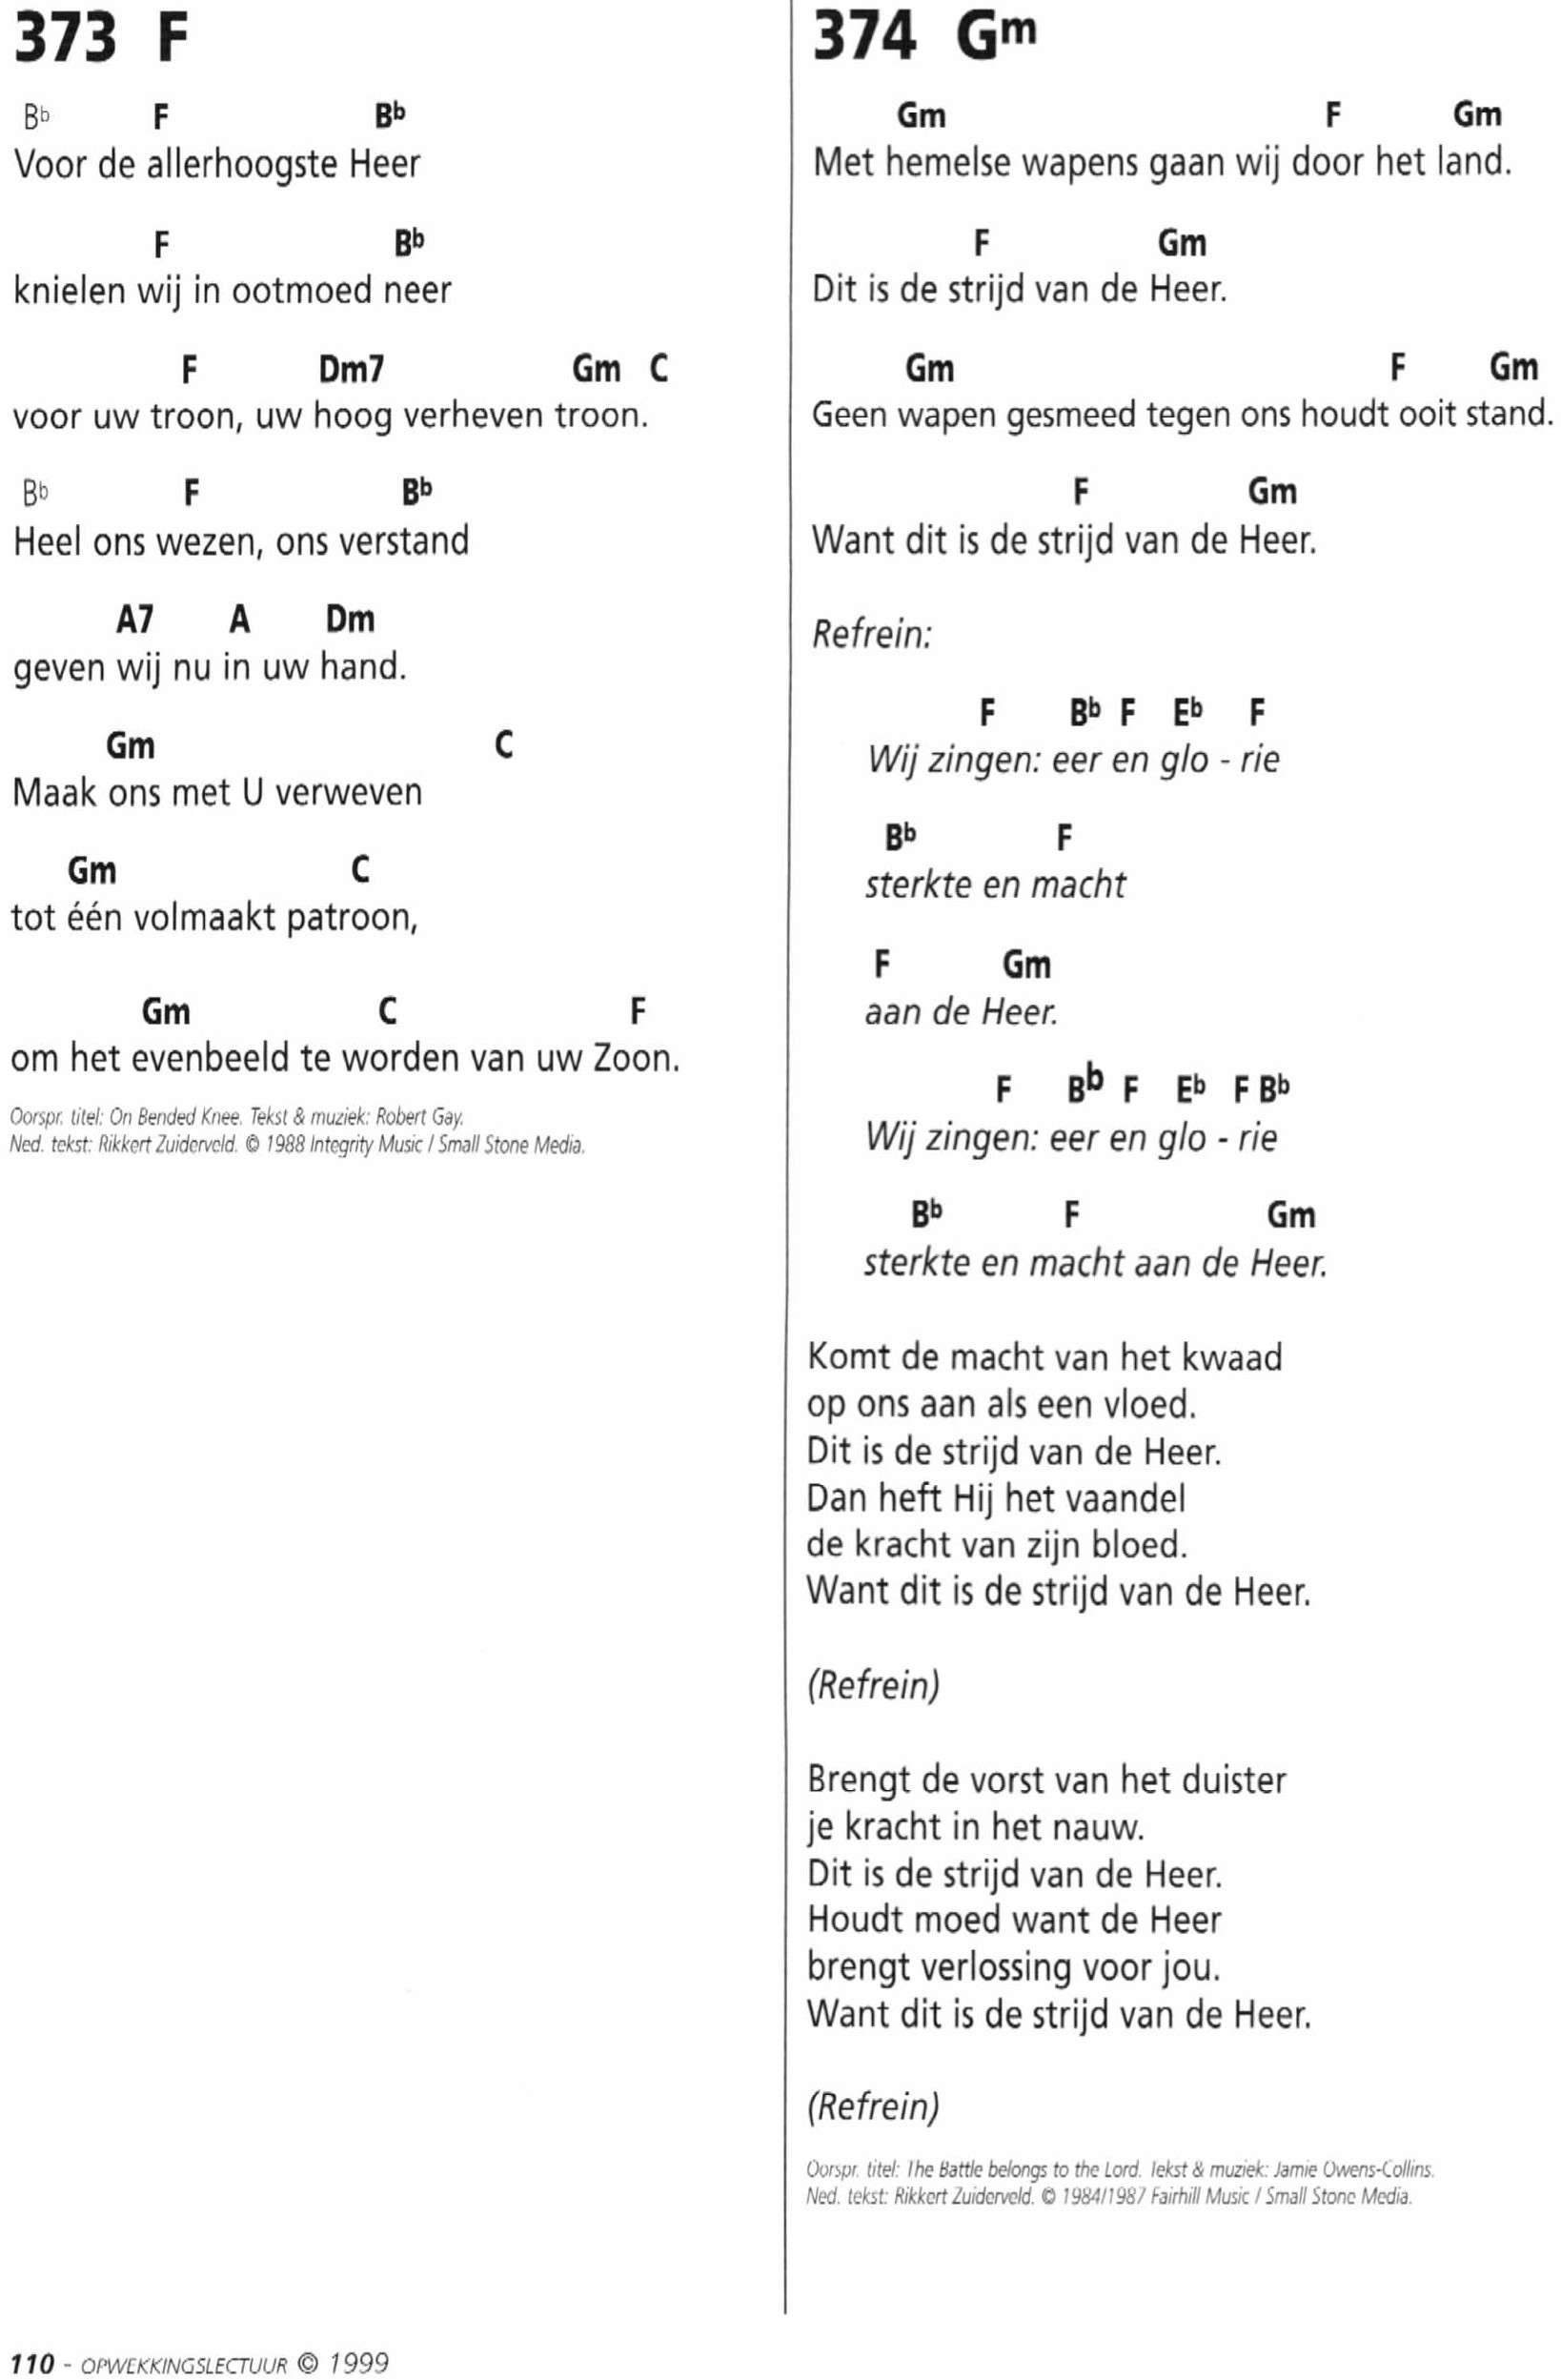 373 F
Bb F Bb
Voor de allerhoogste Heer
F Bb
knielen wij in ootmoed neer
F Dm7 Gm C
voor uw troon, uw hoog verheven troon.
Bb F Bb
Heel ons wezen, ons verstand
A7 A Dm
geven wij nu in uw hand.
Gm C
Maak ons met U verweven
Gm C
tot één volmaakt patroon,
Gm C F
om het evenbeeld te worden van uw Zoon.
Oorspr. titel: On Bended Knee. Tekst & muziek: Robert Gay.
Ned. tekst: Rikkert Zuiderveld. © 1988 Integrity Music / Small Stone Media.
374 Gm
Gm F Gm
Met hemelse wapens gaan wij door het land.
F Gm
Dit is de strijd van de Heer.
Gm F Gm
Geen wapen gesmeed tegen ons houdt ooit stand.
F Gm
Want dit is de strijd van de Heer.
Refrein:
F Bb F Eb F
Wij zingen: eer en glo - rie
Bb F
sterkte en macht
F Gm
aan de Heer.
F Bb F Eb F Bb
Wij zingen: eer en glo - rie
Bb F Gm
sterkte en macht aan de Heer.
Komt de macht van het kwaad
op ons aan als een vloed.
Dit is de strijd van de Heer.
Dan heft Hij het vaandel
de kracht van zijn bloed.
Want dit is de strijd van de Heer.
(Refrein)
Brengt de vorst van het duister
je kracht in het nauw.
Dit is de strijd van de Heer.
Houdt moed want de Heer
brengt verlossing voor jou.
Want dit is de strijd van de Heer.
(Refrein)
Oorspr. titel: The Battle belongs to the Lord. Tekst & muziek: Jamie Owens-Collins.
Ned. tekst: Rikkert Zuiderveld. © 1984/1987 Fairhill Music / Small Stone Media.
110 - OPWEKKINGSLECTUUR © 1999